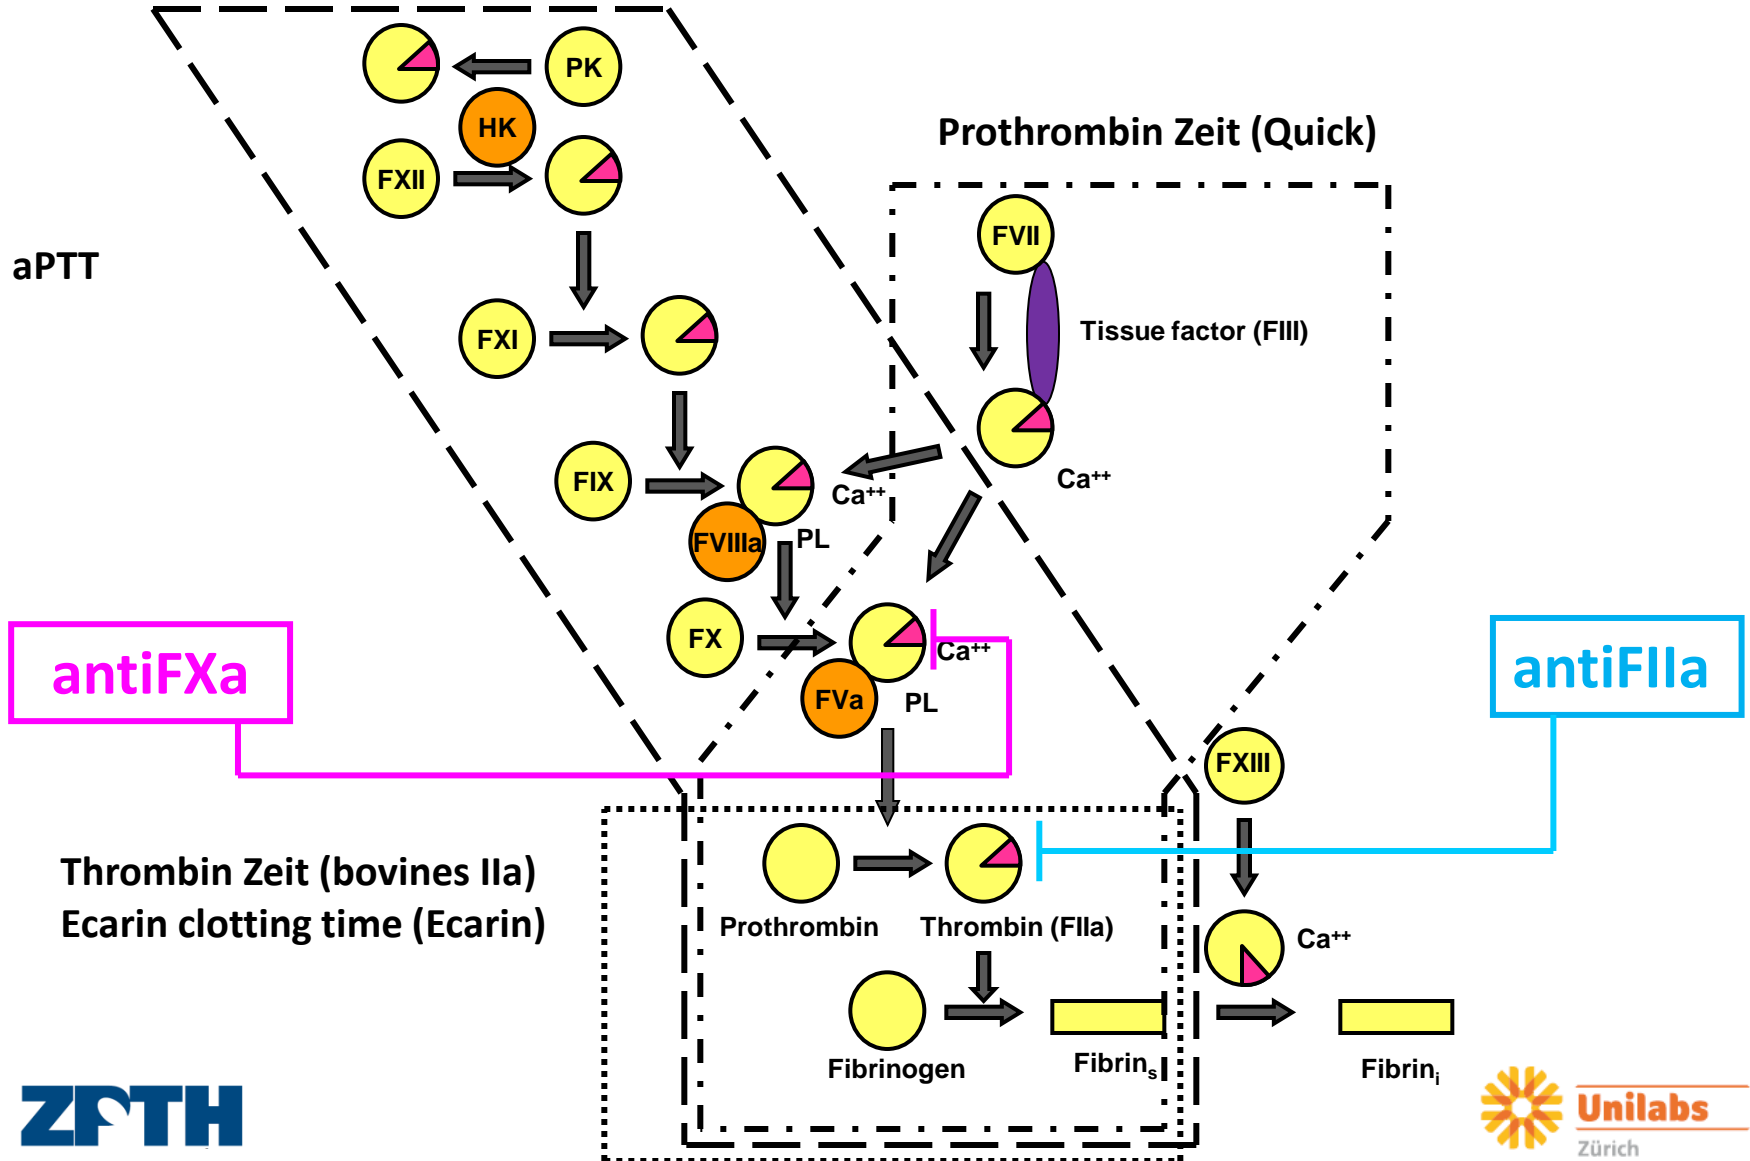 PK
HK
FXII
Prothrombin Zeit (Quick)
FVII
aPTT
FXI
Tissue factor (FIII)
FIX
Ca++
Ca++
FVIIIa
PL
FX
Ca++
antiFXa
antiFIIa
FVa
PL
FXIII
Thrombin Zeit (bovines IIa)
Ecarin clotting time (Ecarin)
Prothrombin
Thrombin (FIIa)
Ca++
Fibrinogen
Fibrins
Fibrini
ZPTH
Unilabs
Zürich